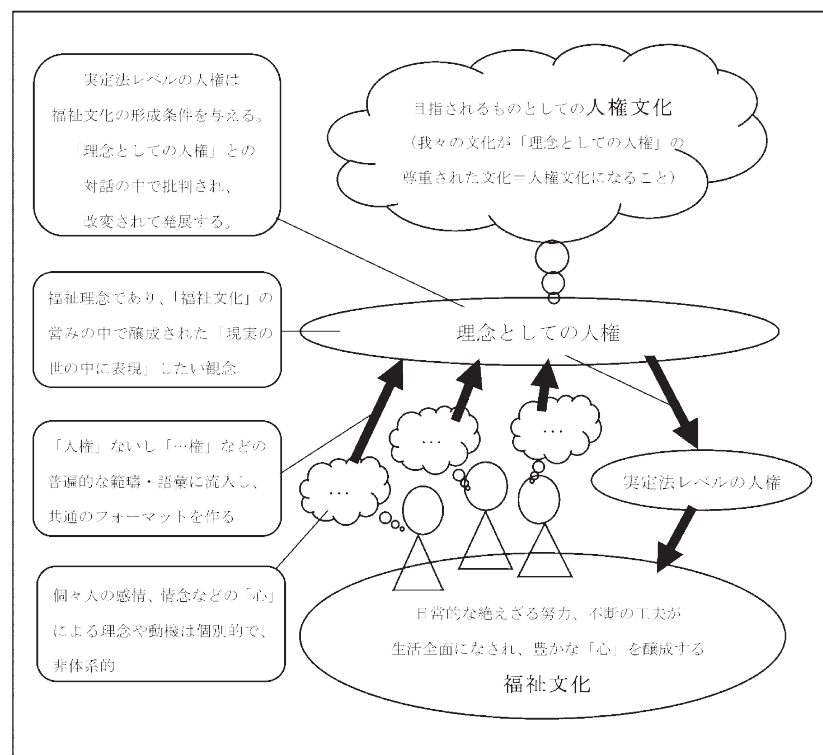 実定法レベルの人権は
福祉文化の形成条件を与える。
「理念としての人権」との
対話の中で批判され、
改変されて発展する。
目指されるものとしての人権文化
(我々の文化が「理念としての人権」の
尊重された文化=人権文化になること)
福祉理念であり、「福祉文化」の
営みの中で醸成された「現実の
世の中に表現」したい観念
理念としての人権
「人権」ないし「…権」などの
普遍的な範疇・語彙に流入し、
共通のフォーマットを作る
…
…
…
実定法レベルの人権
個々人の感情、情念などの「心」
による理念や動機は個別的で、
非体系的
日常的な絶えざる努力、不断の工夫が
生活全面になされ、豊かな「心」を醸成する
福祉文化